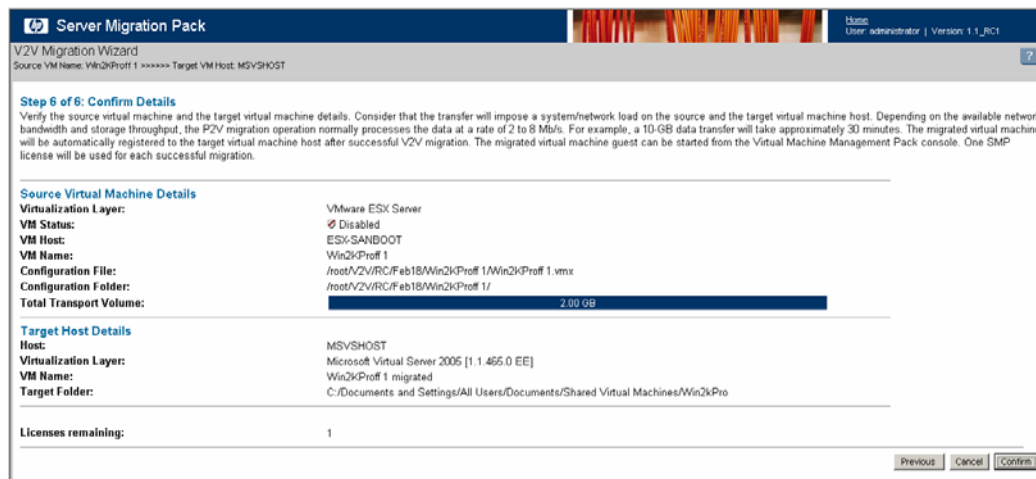 hp Server Migration Pack
Home
User: administrator | Version: 1.1_RC1
V2V Migration Wizard
Source VM Name: Win2KProff 1 >>>>>> Target VM Host: MSVSHOST
?
Step 6 of 6: Confirm Details
Verify the source virtual machine and the target virtual machine details. Consider that the transfer will impose a system/network load on the source and the target virtual machine host. Depending on the available network
bandwidth and storage throughput, the P2V migration operation normally processes the data at a rate of 2 to 8 Mb/s. For example, a 10-GB data transfer will take approximately 30 minutes. The migrated virtual machine
will be automatically registered to the target virtual machine host after successful V2V migration. The migrated virtual machine guest can be started from the Virtual Machine Management Pack console. One SMP
license will be used for each successful migration.
Source Virtual Machine Details
Virtualization Layer: VMware ESX Server
VM Status: Disabled
VM Host: ESX-SANBOOT
VM Name: Win2KProff 1
Configuration File: /root/V2V/RC/Feb18/Win2KProff 1/Win2KProff 1.vmx
Configuration Folder: /root/V2V/RC/Feb18/Win2KProff 1/
Total Transport Volume: 2.00 GB
Target Host Details
Host: MSVSHOST
Virtualization Layer: Microsoft Virtual Server 2005 [1.1.465.0 EE]
VM Name: Win2KProff 1 migrated
Target Folder: C:/Documents and Settings/All Users/Documents/Shared Virtual Machines/Win2kPro
Licenses remaining: 1
Previous Cancel Confirm